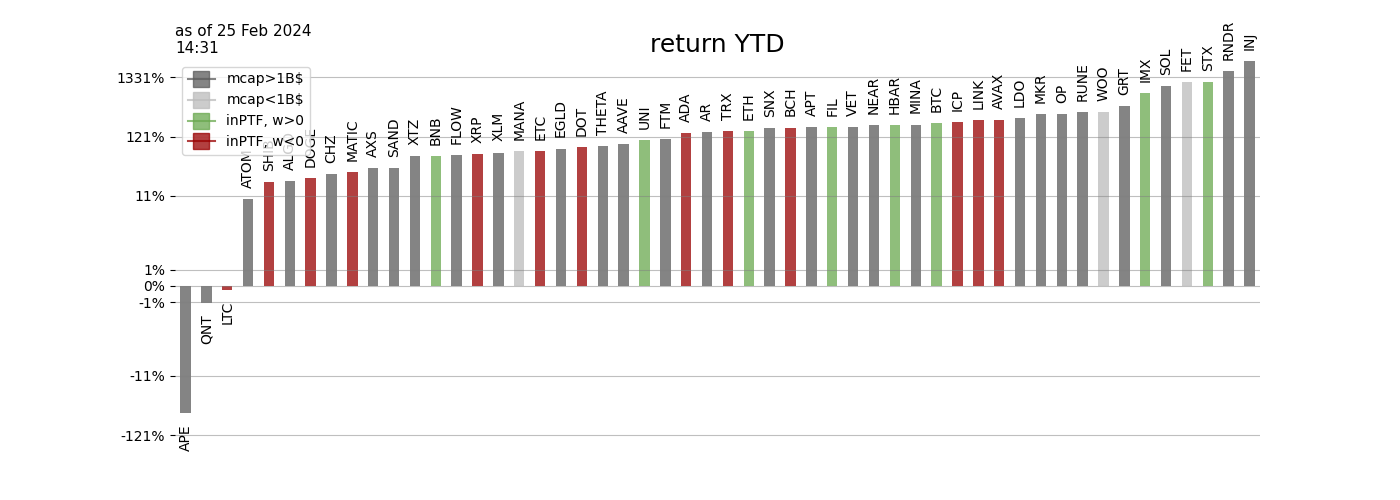 as of 25 Feb 2024
14:31
return YTD
mcap>1B$
mcap<1B$
inPTF, w>0
inPTF, w<0
1331%
121%
11%
1%
0%
-1%
-11%
-121%
APE
QNT
LTC
ATOM
SHIB
ALGO
DOGE
CHZ
MATIC
AXS
SAND
XTZ
BNB
FLOW
XRP
XLM
MANA
ETC
EGLD
DOT
THETA
AAVE
UNI
FTM
ADA
AR
TRX
ETH
SNX
BCH
APT
FIL
VET
NEAR
HBAR
MINA
BTC
ICP
LINK
AVAX
LDO
MKR
OP
RUNE
WOO
GRT
IMX
SOL
FET
STX
RNDR
INJ